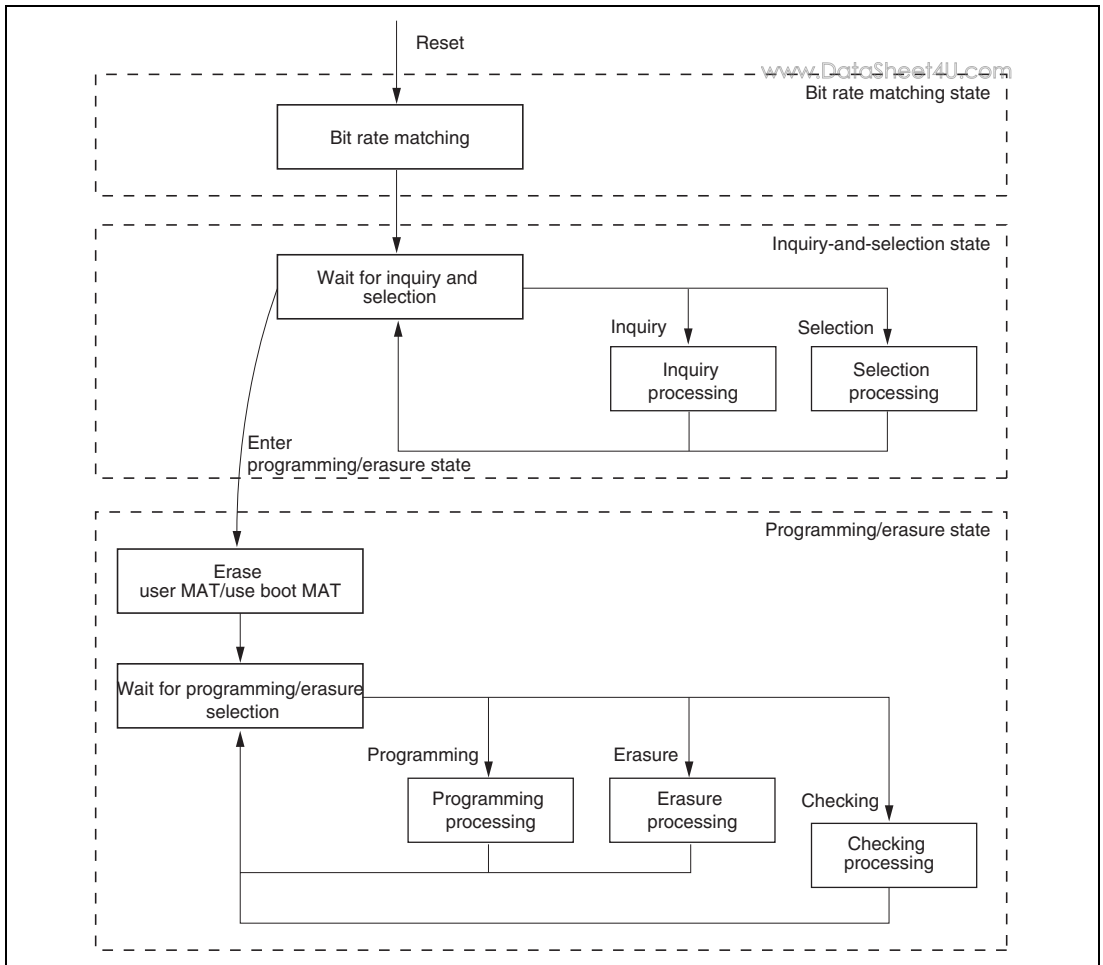 Reset
www.DataSheet4U.com
Bit rate matching state
Bit rate matching
Inquiry-and-selection state
Wait for inquiry and
selection
Inquiry
Selection
Inquiry
processing
Selection
processing
Enter
programming/erasure state
Programming/erasure state
Erase
user MAT/use boot MAT
Wait for programming/erasure
selection
Programming
Erasure
Checking
Programming
processing
Erasure
processing
Checking
processing